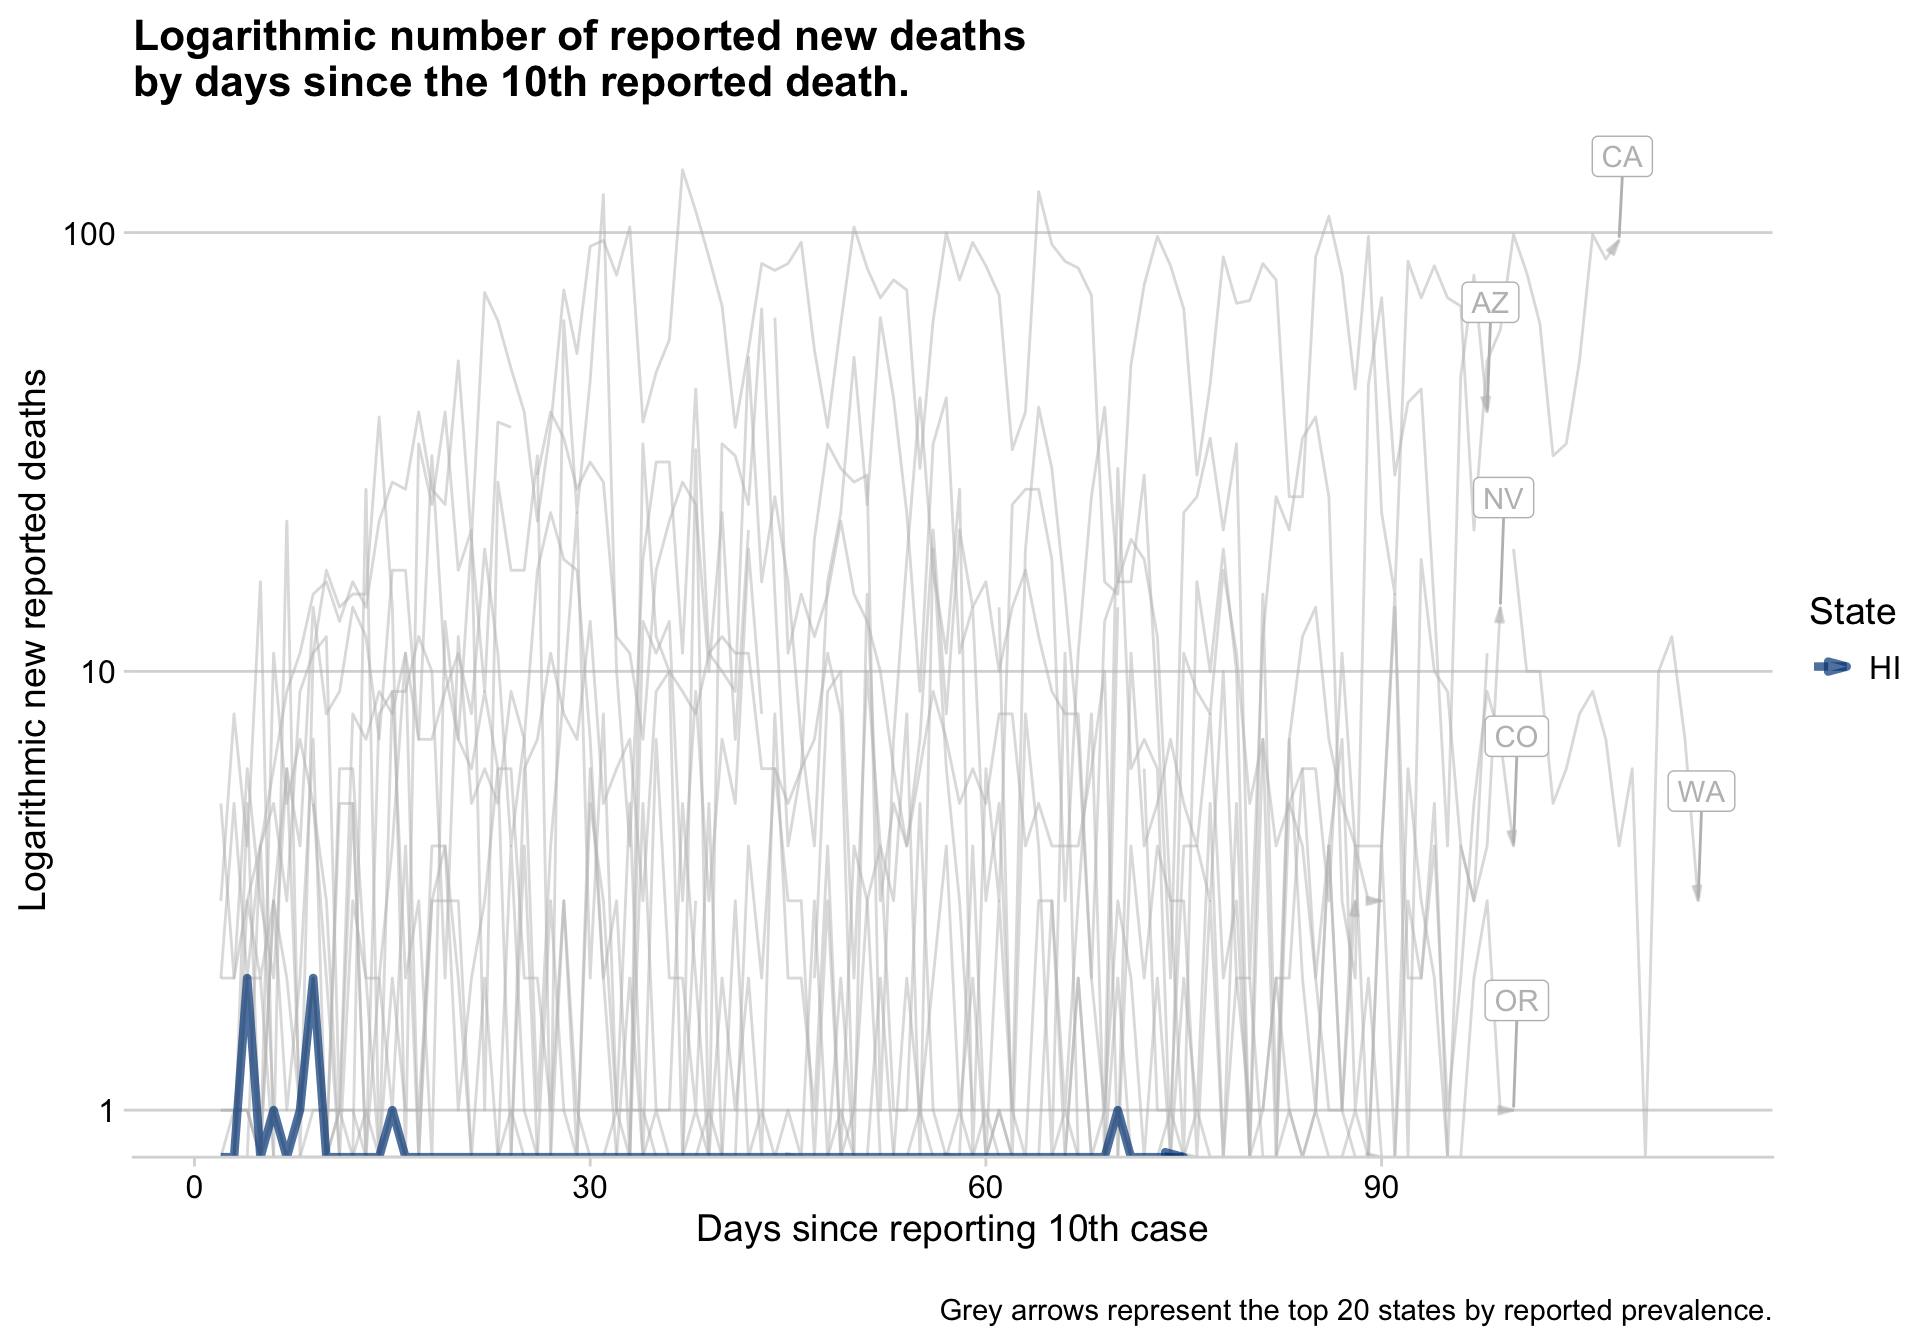 Logarithmic number of reported new deaths
by days since the 10th reported death.
Logarithmic new reported deaths
100
10
1
CA
AZ
NV
CO
WA
OR
State
HI
0
30
60
90
Days since reporting 10th case
Grey arrows represent the top 20 states by reported prevalence.